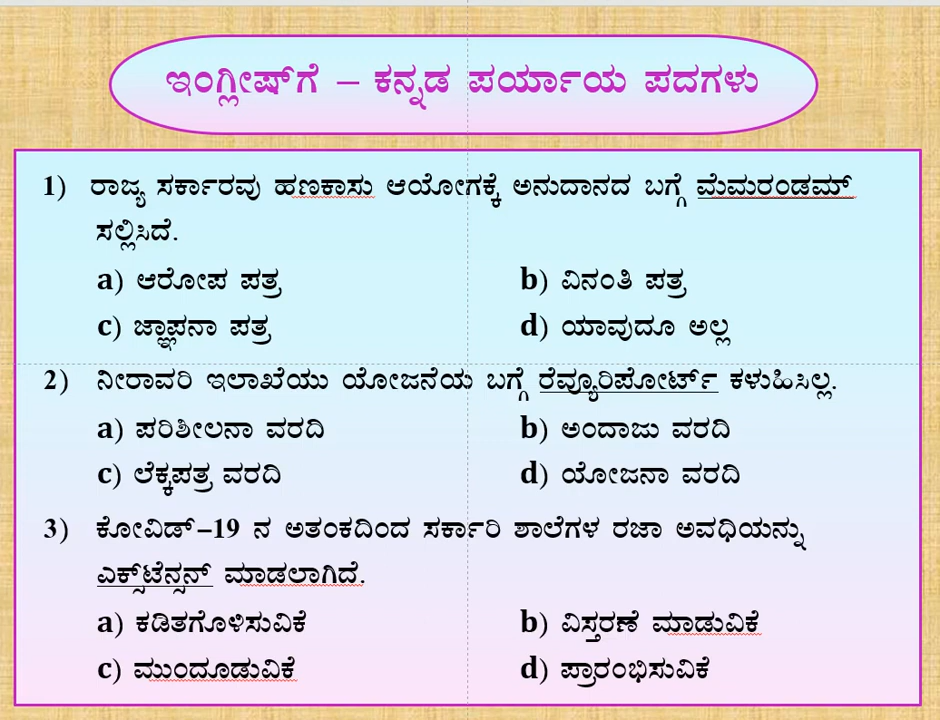 ಇಂಗ್ಲೀಷ್‌ಗೆ – ಕನ್ನಡ ಪರ್ಯಾಯ ಪದಗಳು
1) ರಾಜ್ಯ ಸರ್ಕಾರವು ಹಣಕಾಸು ಆಯೋಗಕ್ಕೆ ಅನುದಾನದ ಬಗ್ಗೆ ಮೆಮರಂಡಮ್
ಸಲ್ಲಿಸಿದೆ.
a) ಆರೋಪ ಪತ್ರ b) ವಿನಂತಿ ಪತ್ರ
c) ಜ್ಞಾಪನಾ ಪತ್ರ d) ಯಾವುದೂ ಅಲ್ಲ
2) ನೀರಾವರಿ ಇಲಾಖೆಯು ಯೋಜನೆಯ ಬಗ್ಗೆ ರೆವ್ಯೂರಿಪೋರ್ಟ್ ಕಳುಹಿಸಿಲ್ಲ.
a) ಪರಿಶೀಲನಾ ವರದಿ b) ಅಂದಾಜು ವರದಿ
c) ಲೆಕ್ಕಪತ್ರ ವರದಿ d) ಯೋಜನಾ ವರದಿ
3) ಕೋವಿಡ್–19 ನ ಅತಂಕದಿಂದ ಸರ್ಕಾರಿ ಶಾಲೆಗಳ ರಜಾ ಅವಧಿಯನ್ನು
ಎಕ್ಸ್‌ಟೆನ್ಸನ್ ಮಾಡಲಾಗಿದೆ.
a) ಕಡಿತಗೊಳಿಸುವಿಕೆ b) ವಿಸ್ತರಣೆ ಮಾಡುವಿಕೆ
c) ಮುಂದೂಡುವಿಕೆ d) ಪ್ರಾರಂಭಿಸುವಿಕೆ